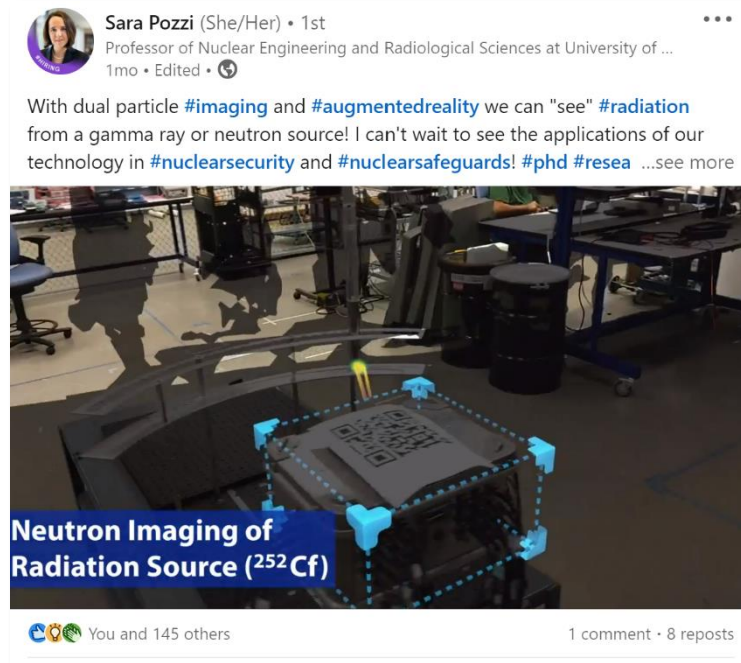 Sara Pozzi (She/Her) • 1st
Professor of Nuclear Engineering and Radiological Sciences at University of ...
1mo • Edited •
#HIRING
With dual particle #imaging and #augmentedreality we can "see" #radiation
from a gamma ray or neutron source! I can't wait to see the applications of our
technology in #nuclearsecurity and #nuclearsafeguards! #phd #resea ...see more
Neutron Imaging of
Radiation Source (²⁵²Cf)
You and 145 others
1 comment • 8 reposts